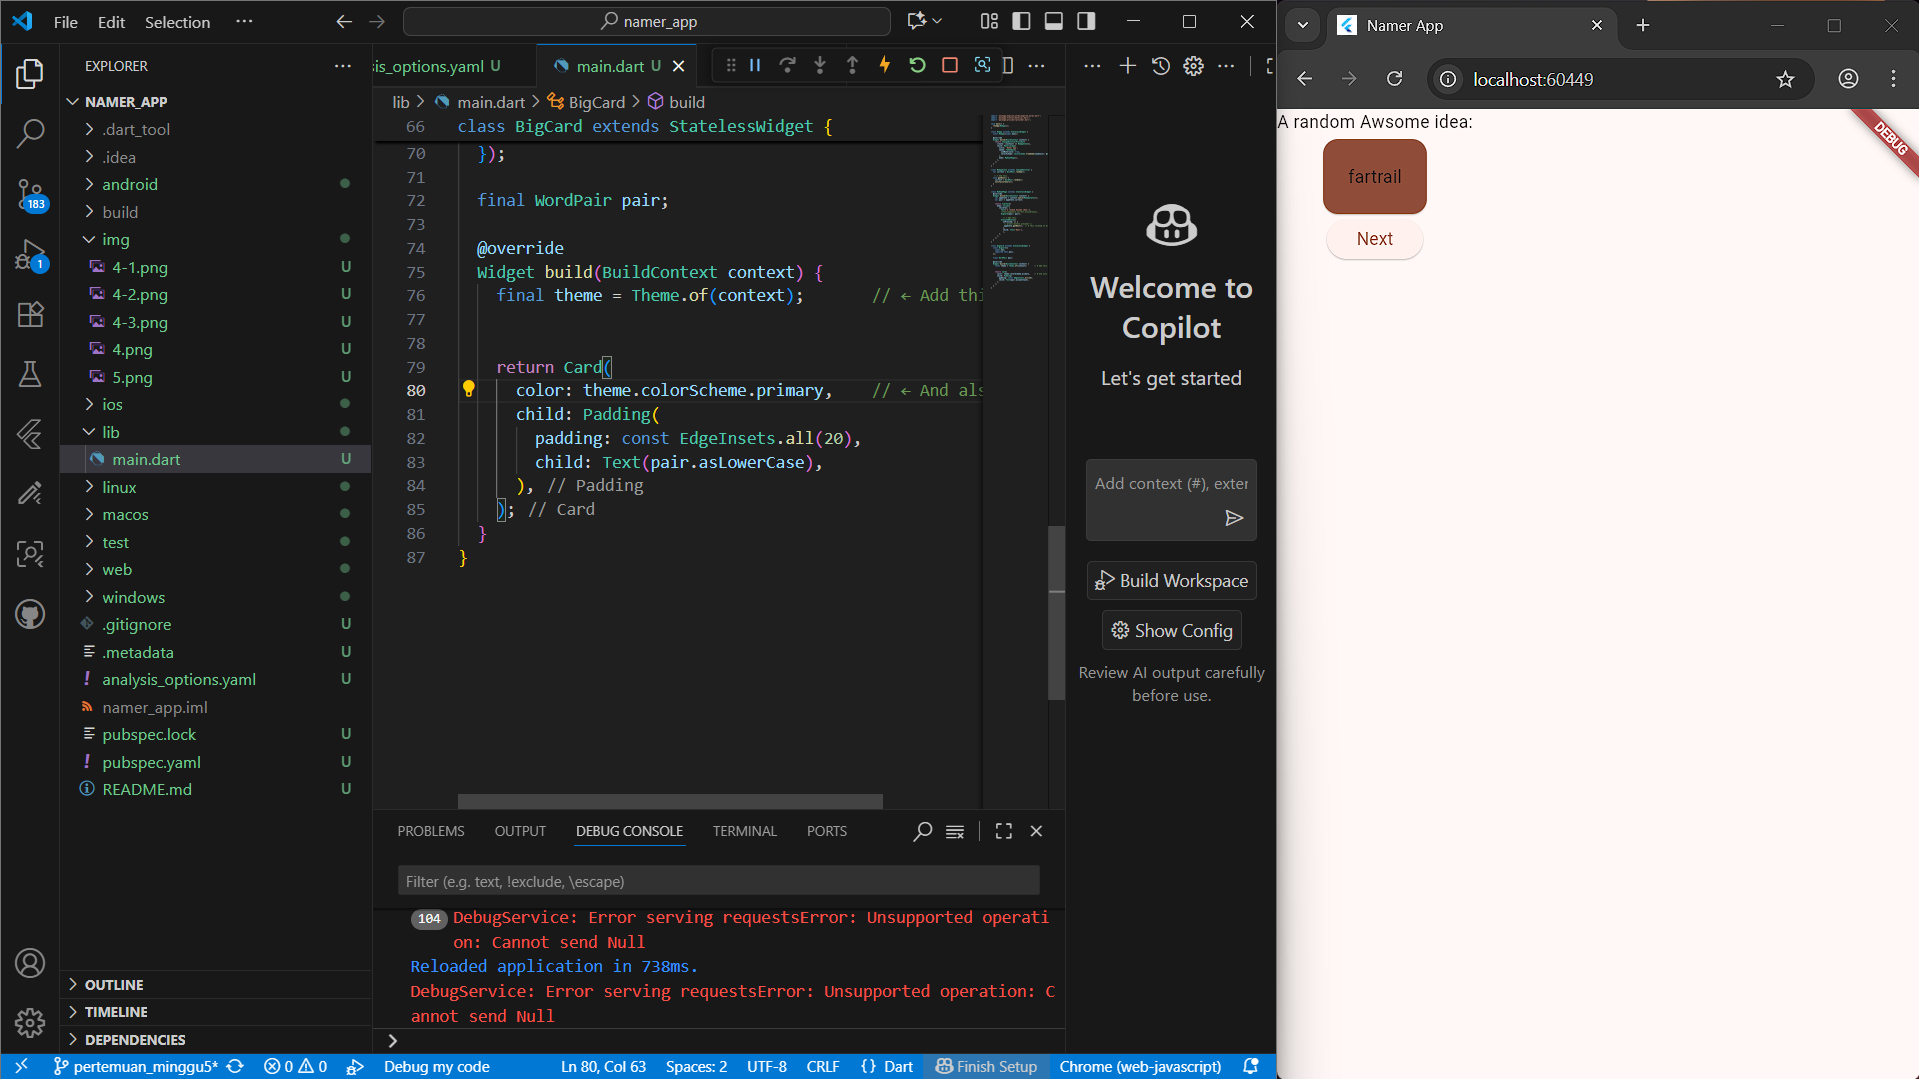 File Edit Selection ··· namer_app
EXPLORER
NAMER_APP
.dart_tool
.idea
android
build
img
4-1.png U
4-2.png U
4-3.png U
4.png U
5.png U
ios
lib
main.dart U
linux
macos
test
web
windows
.gitignore U
.metadata U
analysis_options.yaml U
namer_app.iml
pubspec.lock U
pubspec.yaml U
README.md U
OUTLINE
TIMELINE
DEPENDENCIES
183
1
is_options.yaml U main.dart U
lib > main.dart > BigCard > build
66 class BigCard extends StatelessWidget {
70 });
71
72 final WordPair pair;
73
74 @override
75 Widget build(BuildContext context) {
76 final theme = Theme.of(context); // ← Add thi
77
78
79 return Card(
80 color: theme.colorScheme.primary, // ← And als
81 child: Padding(
82 padding: const EdgeInsets.all(20),
83 child: Text(pair.asLowerCase),
84 ), // Padding
85 ); // Card
86 }
87 }
PROBLEMS OUTPUT DEBUG CONSOLE TERMINAL PORTS
Filter (e.g. text, !exclude, \escape)
104 DebugService: Error serving requestsError: Unsupported operati
on: Cannot send Null
Reloaded application in 738ms.
DebugService: Error serving requestsError: Unsupported operation: C
annot send Null
Welcome to
Copilot
Let's get started
Add context (#), exter
Build Workspace
Show Config
Review AI output carefully
before use.
pertemuan_minggu5* 0 0 Debug my code Ln 80, Col 63 Spaces: 2 UTF-8 CRLF {} Dart Finish Setup Chrome (web-javascript)
Namer App
localhost:60449
A random Awsome idea:
DEBUG
fartrail
Next